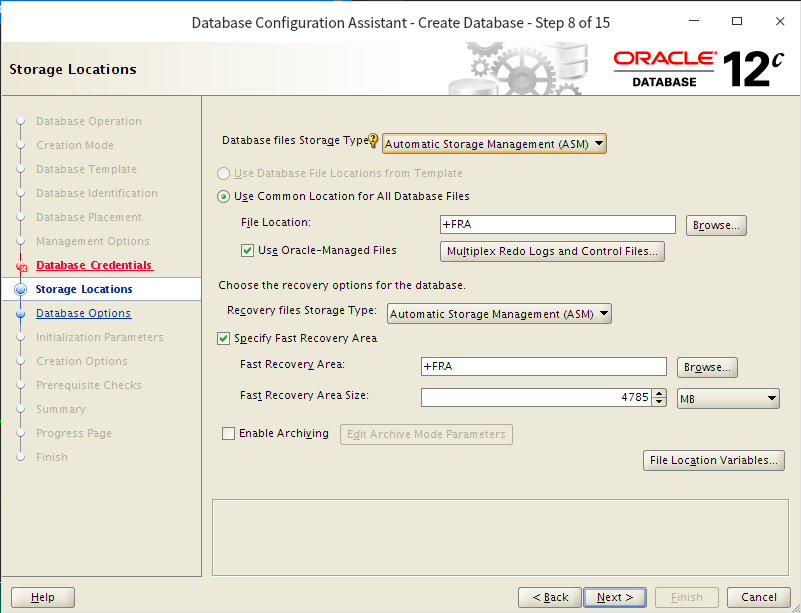 Database Configuration Assistant - Create Database - Step 8 of 15
Storage Locations
ORACLE®
DATABASE
12c
Database Operation
Creation Mode
Database Template
Database Identification
Database Placement
Management Options
Database Credentials
Storage Locations
Database Options
Initialization Parameters
Creation Options
Prerequisite Checks
Summary
Progress Page
Finish
Database files Storage Type
Automatic Storage Management (ASM)
Use Database File Locations from Template
Use Common Location for All Database Files
File Location: +FRA Browse...
Use Oracle-Managed Files Multiplex Redo Logs and Control Files...
Choose the recovery options for the database.
Recovery files Storage Type: Automatic Storage Management (ASM)
Specify Fast Recovery Area
Fast Recovery Area: +FRA Browse...
Fast Recovery Area Size: 4785 MB
Enable Archiving Edit Archive Mode Parameters
File Location Variables...
Help < Back Next > Finish Cancel